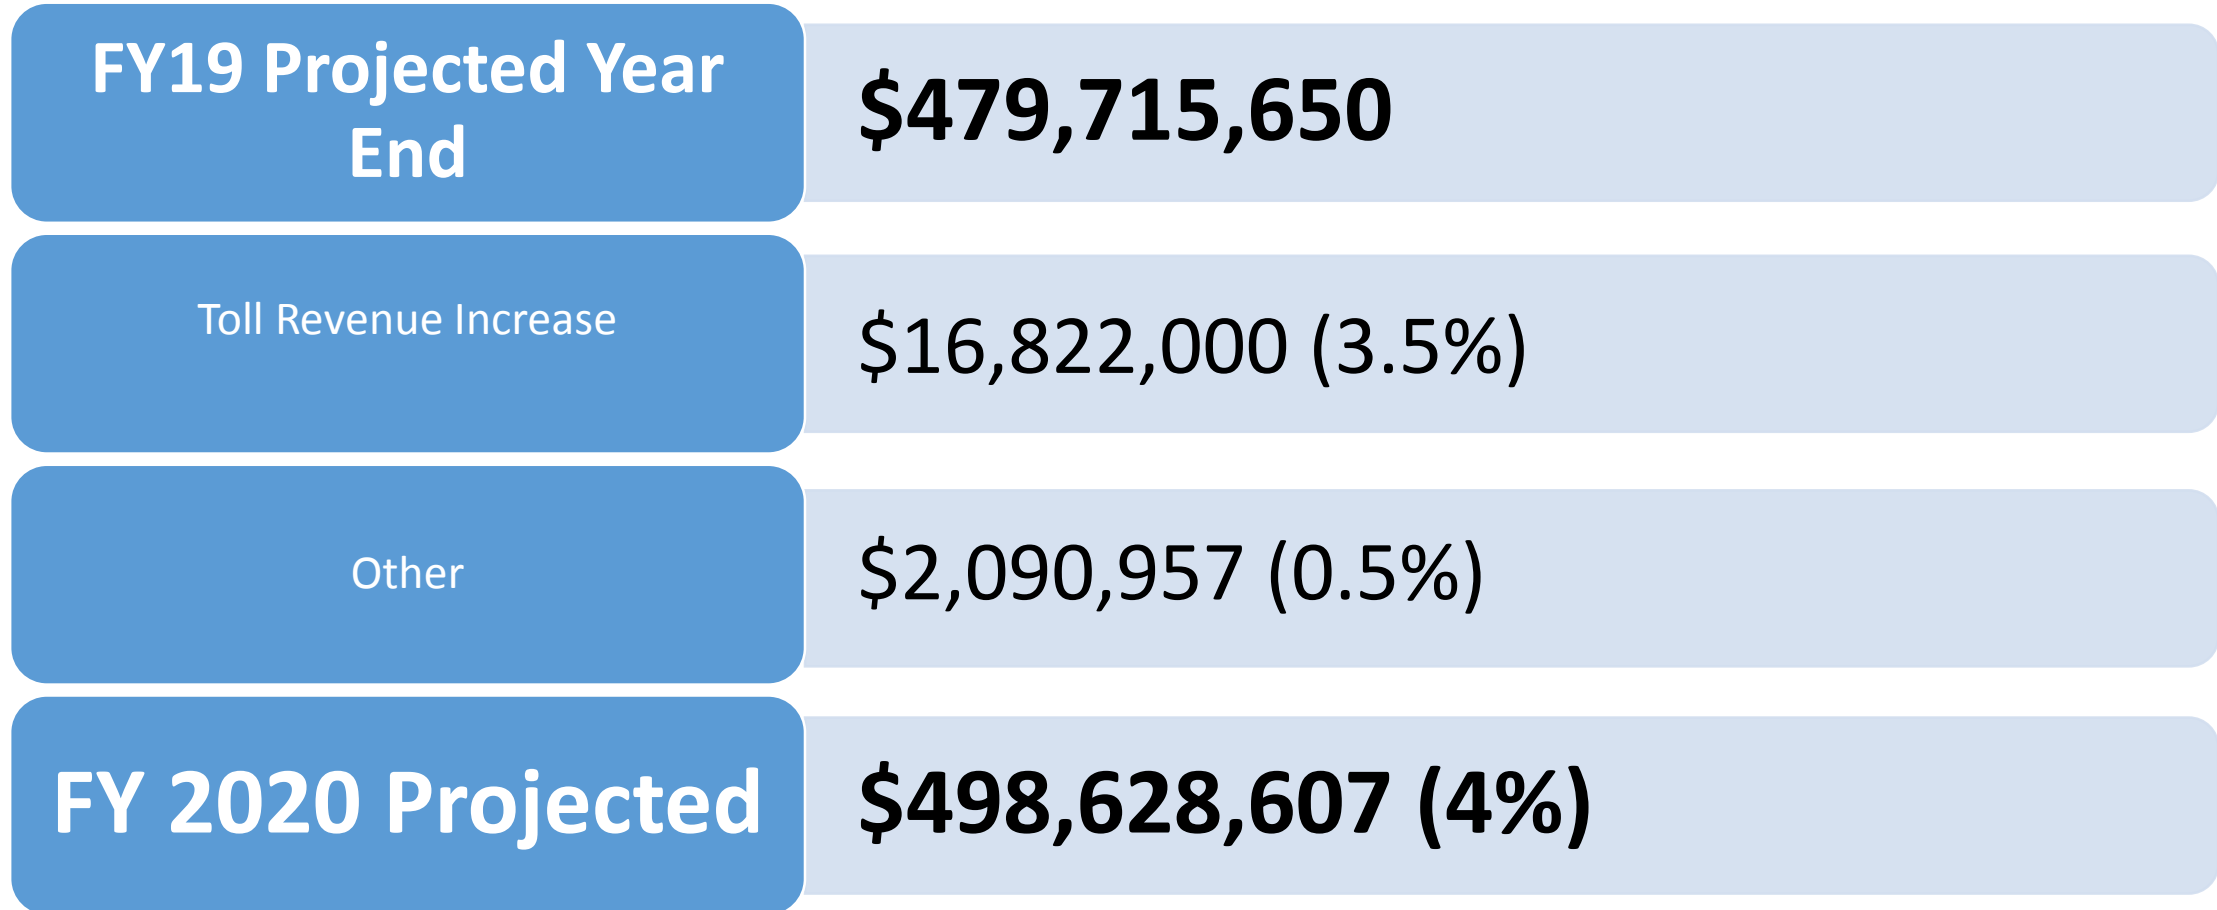 FY19 Projected Year
End
$479,715,650
Toll Revenue Increase
$16,822,000 (3.5%)
Other
$2,090,957 (0.5%)
FY 2020 Projected
$498,628,607 (4%)